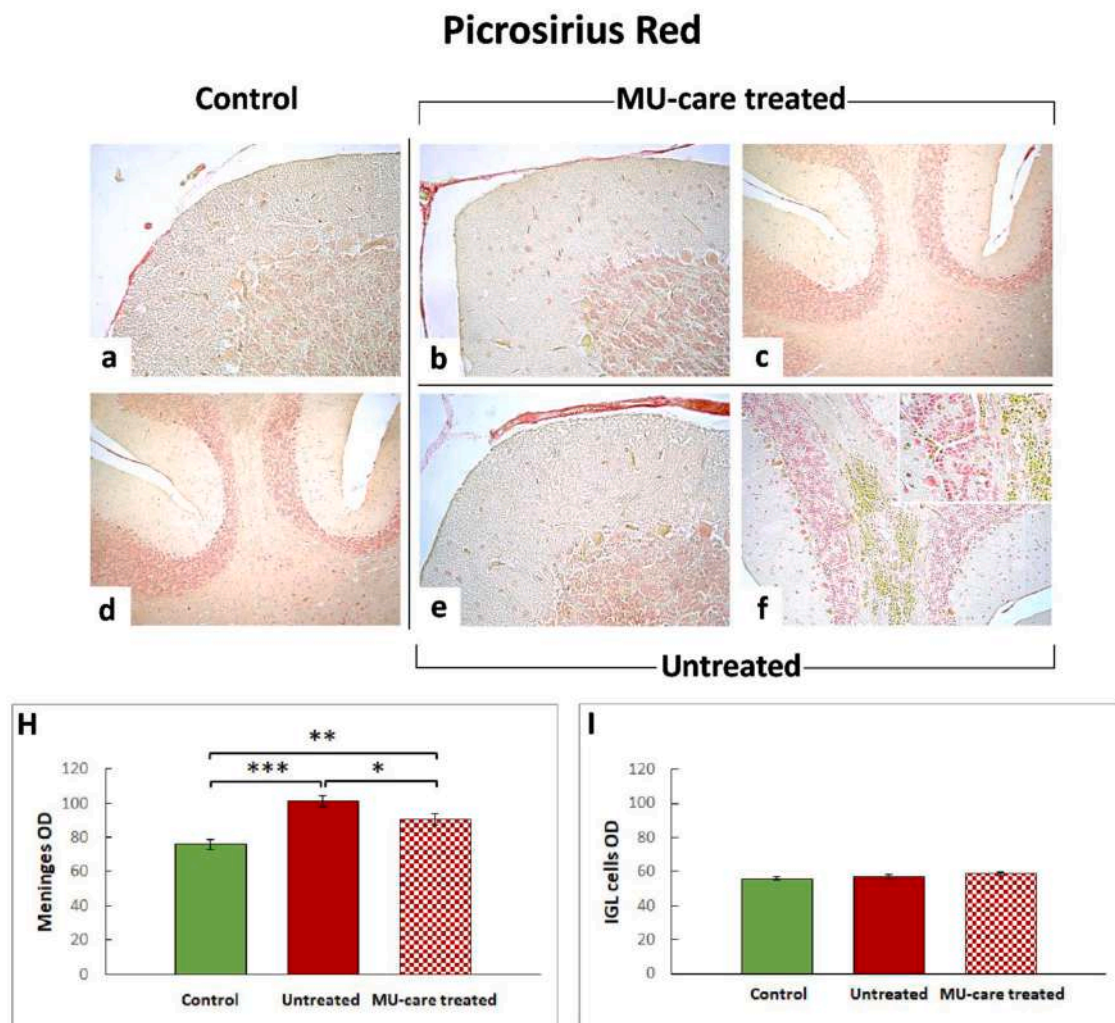 Picrosirius Red
Control
MU-care treated
a
b
c
d
e
f
Untreated
H
**
***
*
120
100
80
60
40
20
0
Meninges OD
Control
Untreated
MU-care treated
I
120
100
80
60
40
20
0
IGL cells OD
Control
Untreated
MU-care treated